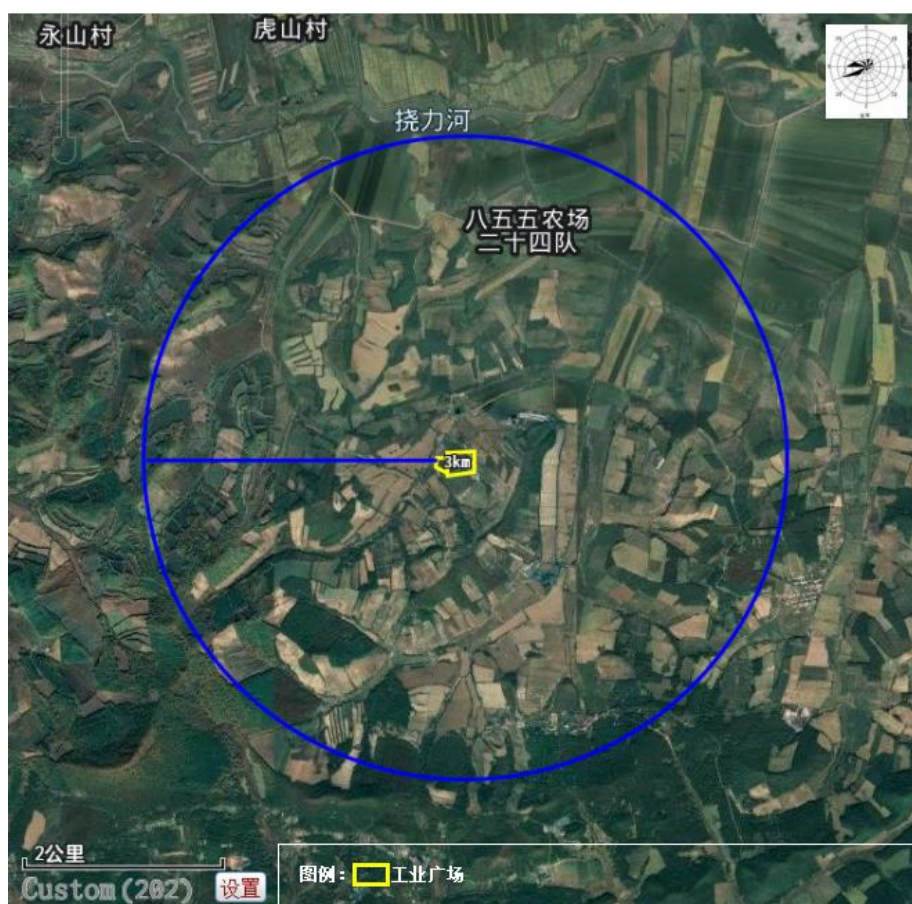 永山村
虎山村
挠力河
八五五农场
二十四队
3km
2公里
Custom(202)
设置
图例：
工业广场